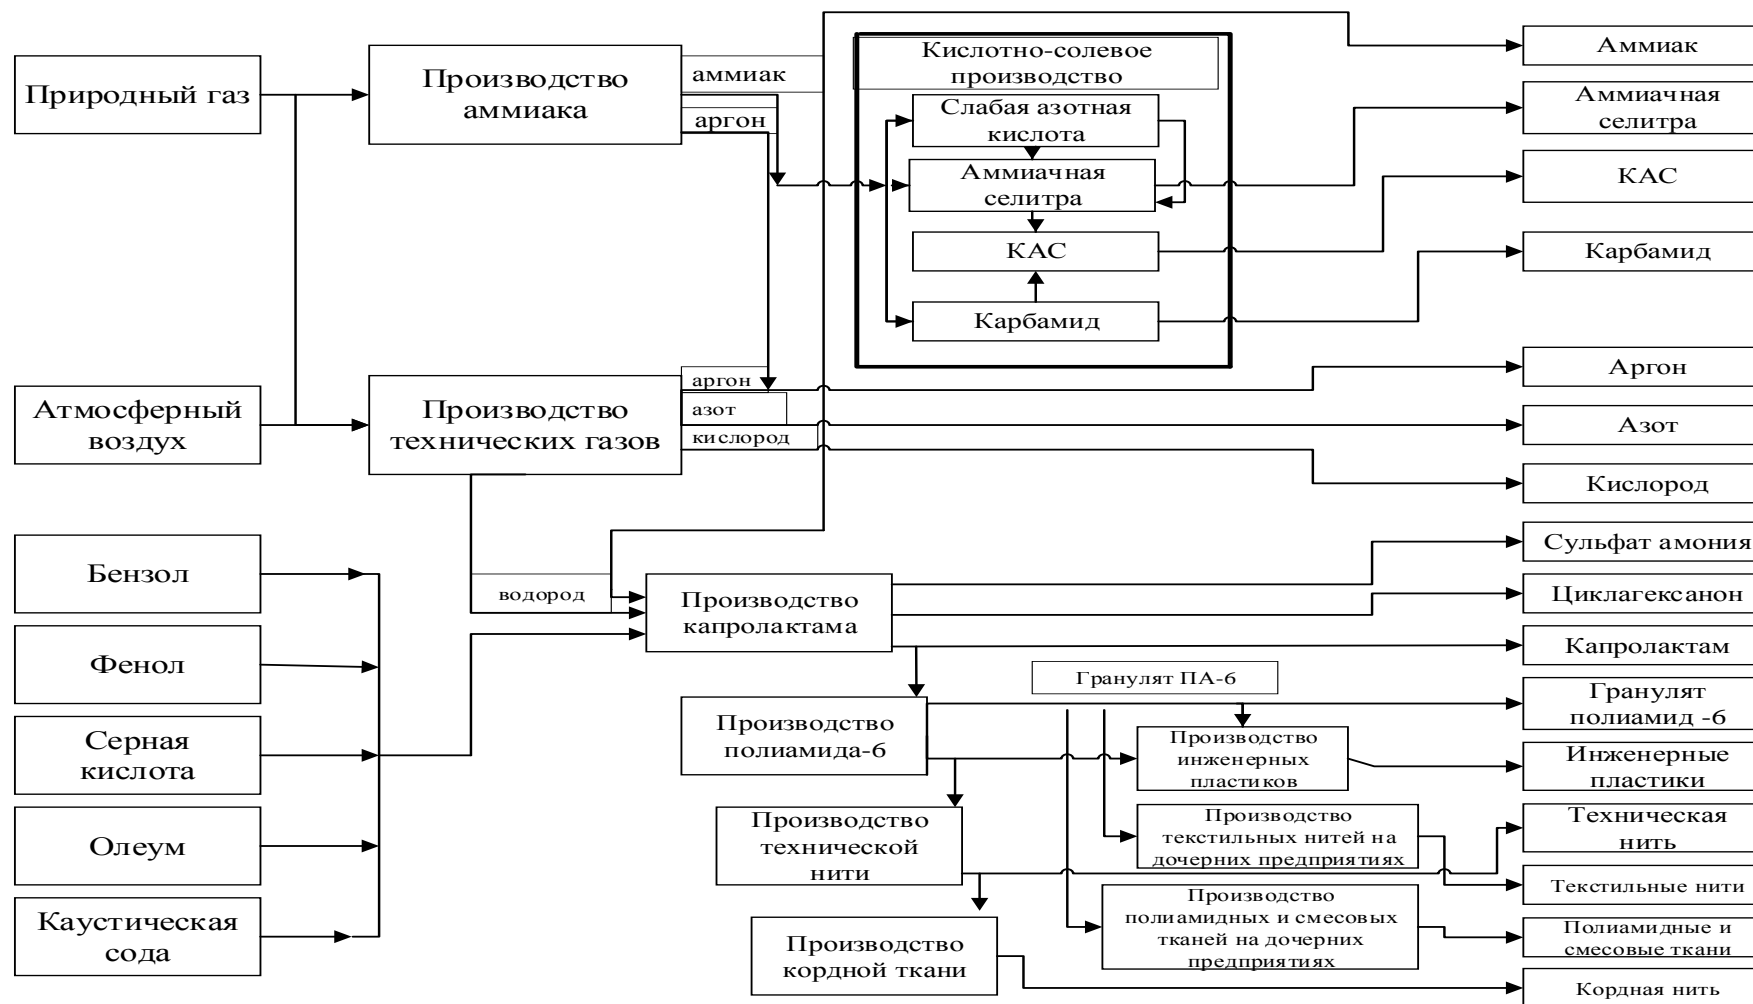 Природный газ
Атмосферный
воздух
Бензол
Фенол
Серная
кислота
Олеум
Каустическая
сода
Производство
аммиака
аммиак
аргон
Производство
технических газов
аргон
азот
кислород
водород
Кислотно-солевое
производство
Слабая азотная
кислота
Аммиачная
селитра
КАС
Карбамид
Производство
капролактама
Производство
полиамида-6
Гранулят ПА-6
Производство
инженерных
пластиков
Производство
технической
нити
Производство
текстильных нитей на
дочерних предприятиях
Производство
полиамидных и смесовых
тканей на дочерних
предприятиях
Производство
кордной ткани
Аммиак
Аммиачная
селитра
КАС
Карбамид
Аргон
Азот
Кислород
Сульфат амония
Циклагексанон
Капролактам
Гранулят
полиамид -6
Инженерные
пластики
Техническая
нить
Текстильные нити
Полиамидные и
смесовые ткани
Кордная нить